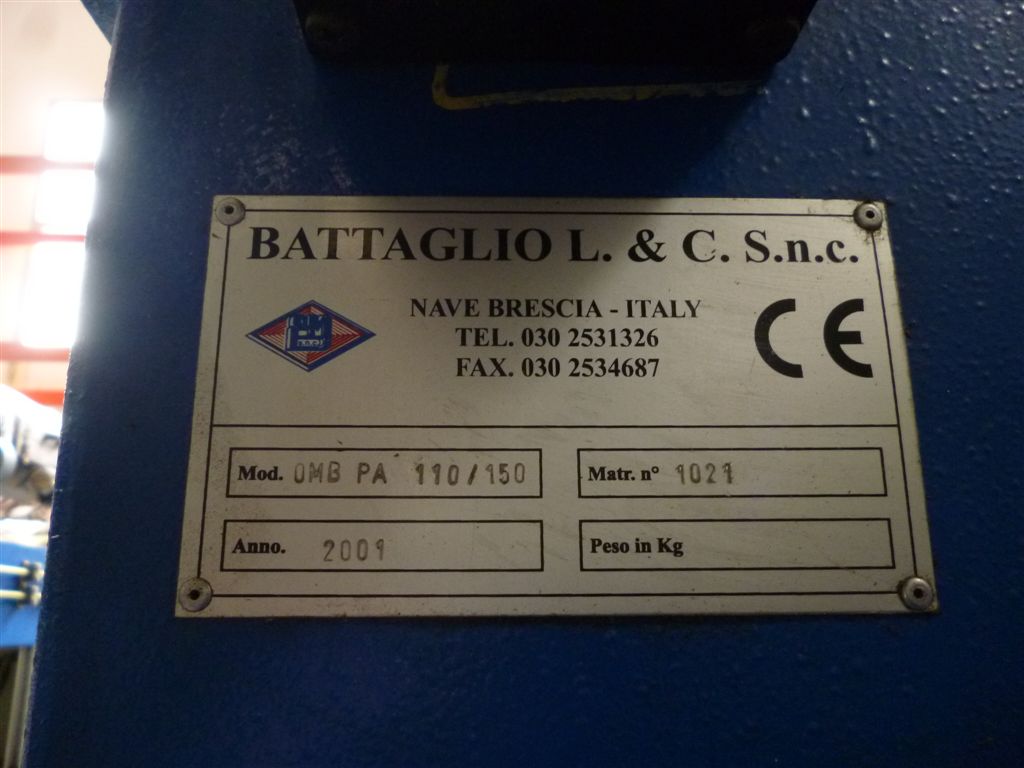 BATTAGLIO L. & C. S.n.c.
NAVE BRESCIA - ITALY
TEL. 030 2531326
FAX. 030 2534687
CE
Mod. OMB PA 110/150
Matr. n° 1021
Anno. 2001
Peso in Kg